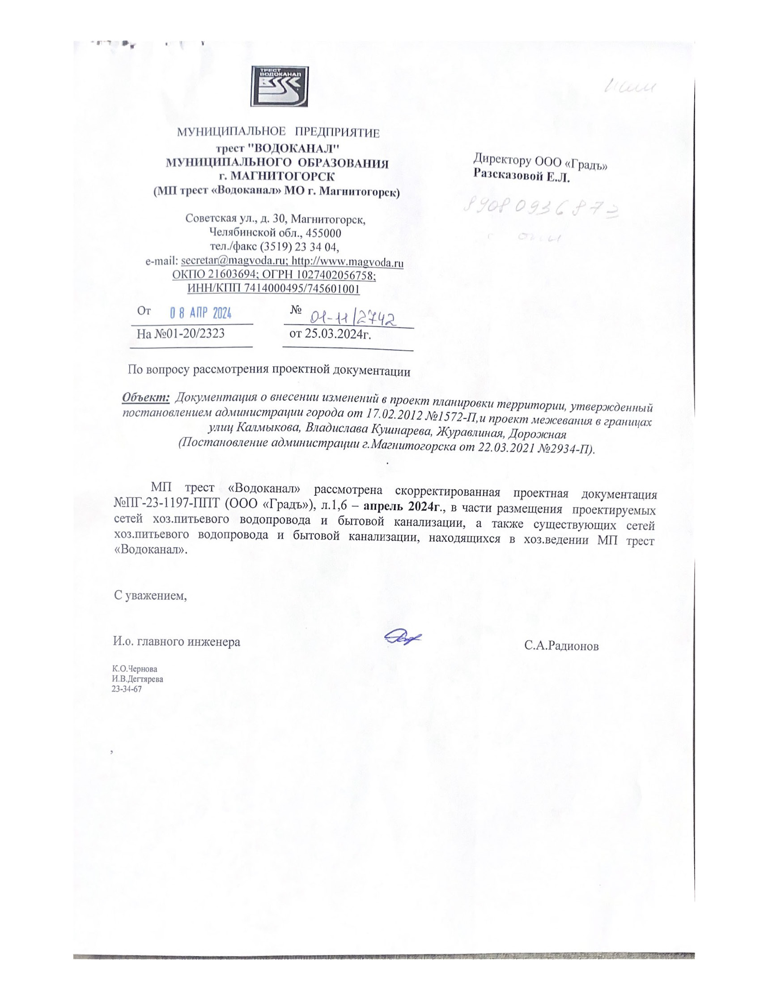 ТРЕСТ
ВОДОКАНАЛ
МУНИЦИПАЛЬНОЕ ПРЕДПРИЯТИЕ
трест "ВОДОКАНАЛ"
МУНИЦИПАЛЬНОГО ОБРАЗОВАНИЯ
г. МАГНИТОГОРСК
(МП трест «Водоканал» МО г. Магнитогорск)
Советская ул., д. 30, Магнитогорск,
Челябинской обл., 455000
тел./факс (3519) 23 34 04,
e-mail: secretar@magvoda.ru; http://www.magvoda.ru
ОКПО 21603694; ОГРН 1027402056758;
ИНН/КПП 7414000495/745601001
От 08 АПР 2024 № 01-11/2742
На №01-20/2323 от 25.03.2024г.
Директору ООО «Градъ»
Разсказовой Е.Л.
89080936873
По вопросу рассмотрения проектной документации
Объект: Документация о внесении изменений в проект планировки территории, утвержденный
постановлением администрации города от 17.02.2012 №1572-П,и проект межевания в границах
улиц Калмыкова, Владислава Кушнарева, Журавлиная, Дорожная
(Постановление администрации г.Магнитогорска от 22.03.2021 №2934-П).
МП трест «Водоканал» рассмотрена скорректированная проектная документация
№ПГ-23-1197-ППТ (ООО «Градъ»), л.1,6 – апрель 2024г., в части размещения проектируемых
сетей хоз.питьевого водопровода и бытовой канализации, а также существующих сетей
хоз.питьевого водопровода и бытовой канализации, находящихся в хоз.ведении МП трест
«Водоканал».
С уважением,
И.о. главного инженера С.А.Радионов
К.О.Чернова
И.В.Дегтярева
23-34-67